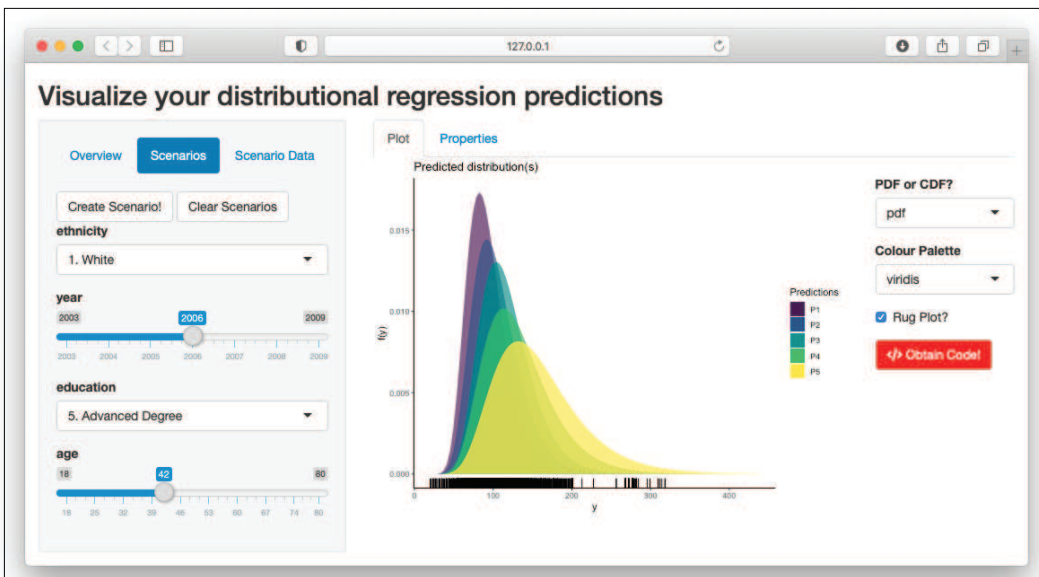 127.0.0.1
Visualize your distributional regression predictions
Overview Scenarios Scenario Data
Create Scenario! Clear Scenarios
ethnicity
1. White
year
2003 2006 2009
2003 2004 2005 2006 2007 2008 2009
education
5. Advanced Degree
age
18 42 80
18 25 32 39 46 53 60 67 74 80
Plot Properties
Predicted distribution(s)
0.015
0.010
0.005
0.000
f(y)
0 100 200 300 400
y
Predictions
P1
P2
P3
P4
P5
PDF or CDF?
pdf
Colour Palette
viridis
Rug Plot?
</> Obtain Code!